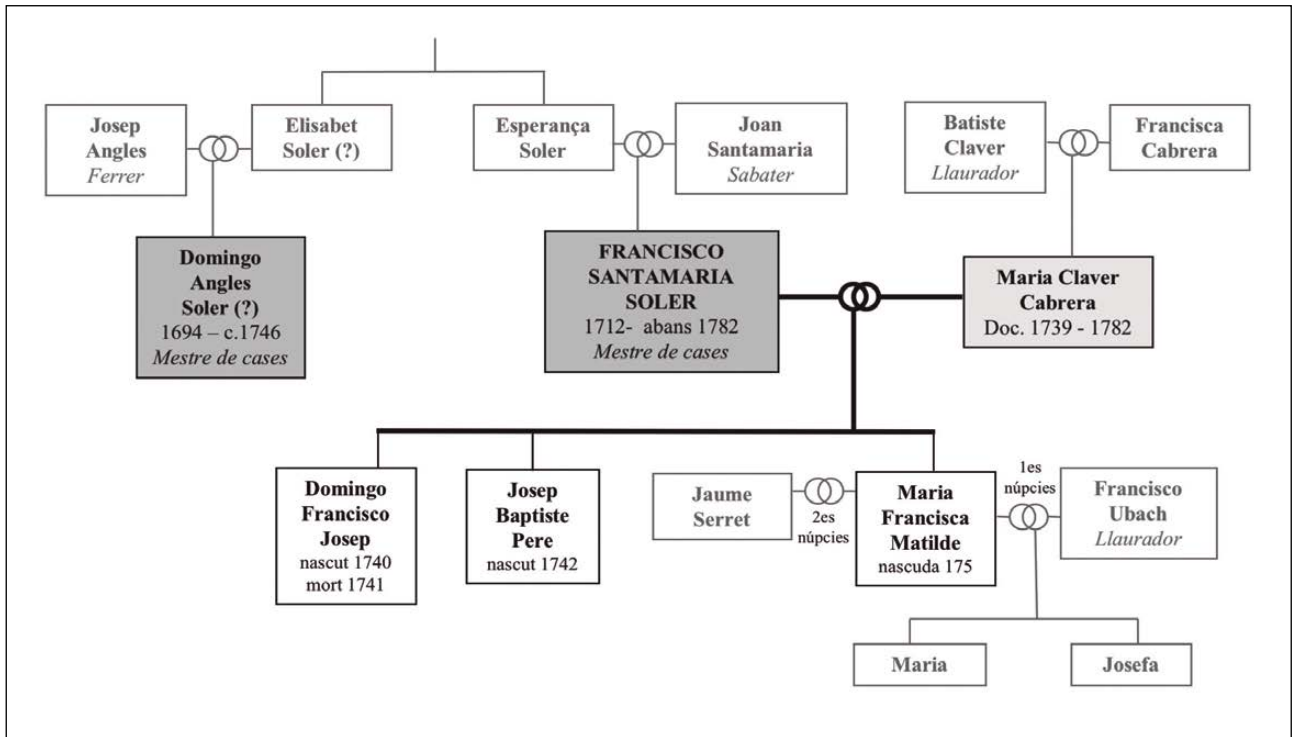 Josep
Angles
Ferrer
Elisabet
Soler (?)
Esperança
Soler
Joan
Santamaria
Sabater
Batiste
Claver
Llaurador
Francisca
Cabrera
Domingo
Angles
Soler (?)
1694 – c.1746
Mestre de cases
FRANCISCO
SANTAMARIA
SOLER
1712- abans 1782
Mestre de cases
Maria Claver
Cabrera
Doc. 1739 - 1782
Domingo
Francisco
Josep
nascut 1740
mort 1741
Josep
Baptiste
Pere
nascut 1742
Jaume
Serret
2es
núpcies
Maria
Francisca
Matilde
nascuda 175
1es
núpcies
Francisco
Ubach
Llaurador
Maria
Josefa